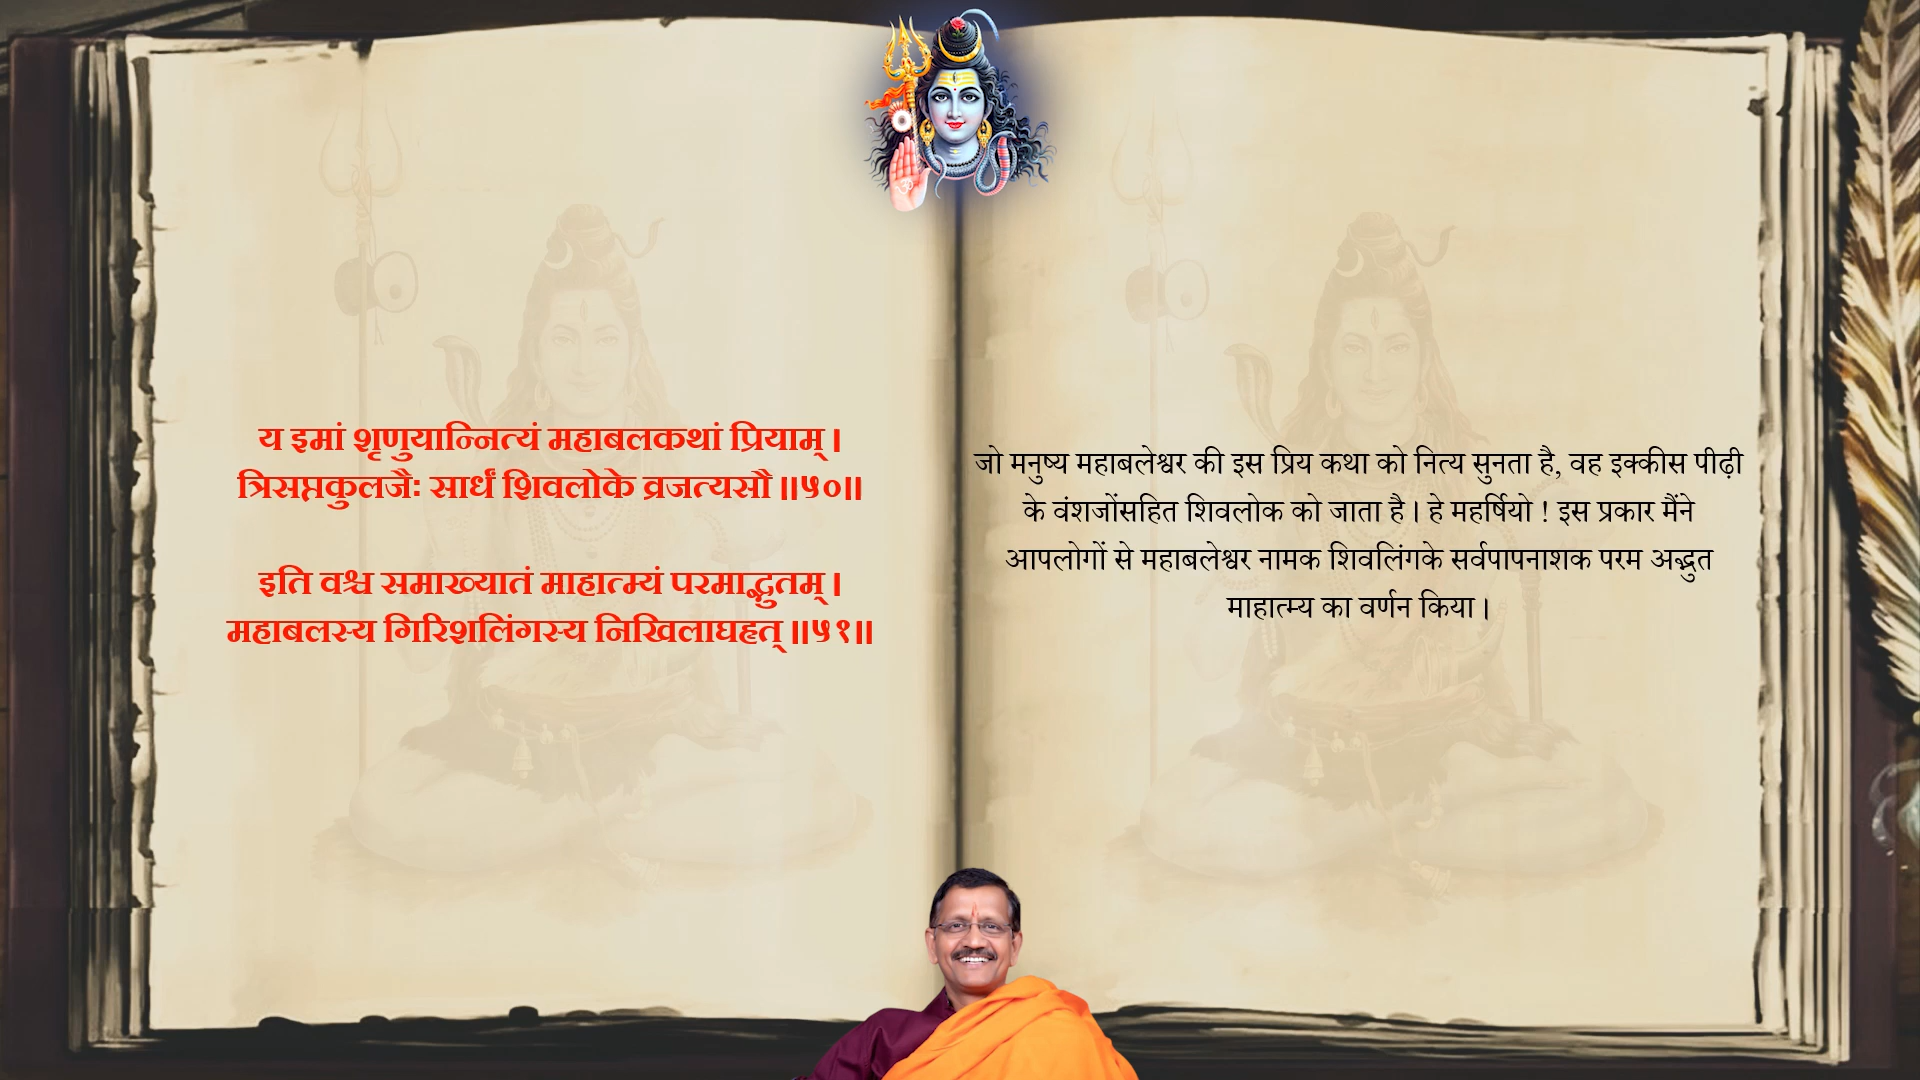 य इमां शृणुयान्नित्यं महाबलकथां प्रियाम् ।
त्रिसप्तकुलजैः सार्धं शिवलोके व्रजत्यसौ ॥५०॥
इति वश्च समाख्यातं माहात्म्यं परमाद्भुतम् ।
महाबलस्य गिरिशलिंगस्य निखिलाघहृत् ॥५१॥
जो मनुष्य महाबलेश्वर की इस प्रिय कथा को नित्य सुनता है, वह इक्कीस पीढ़ी
के वंशजोंसहित शिवलोक को जाता है । हे महर्षियो ! इस प्रकार मैंने
आपलोगों से महाबलेश्वर नामक शिवलिंगके सर्वपापनाशक परम अद्भुत
माहात्म्य का वर्णन किया ।